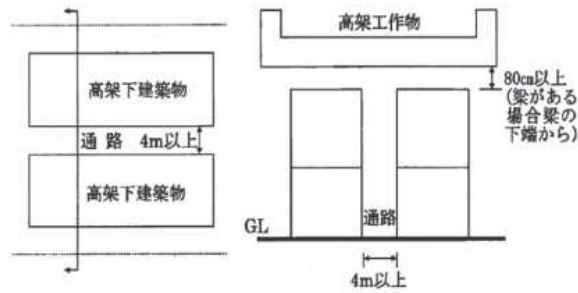 高架下建築物
通路 4m以上
高架下建築物
高架工作物
80cm以上
(梁がある
場合梁の
下端から)
通路
GL
4m以上